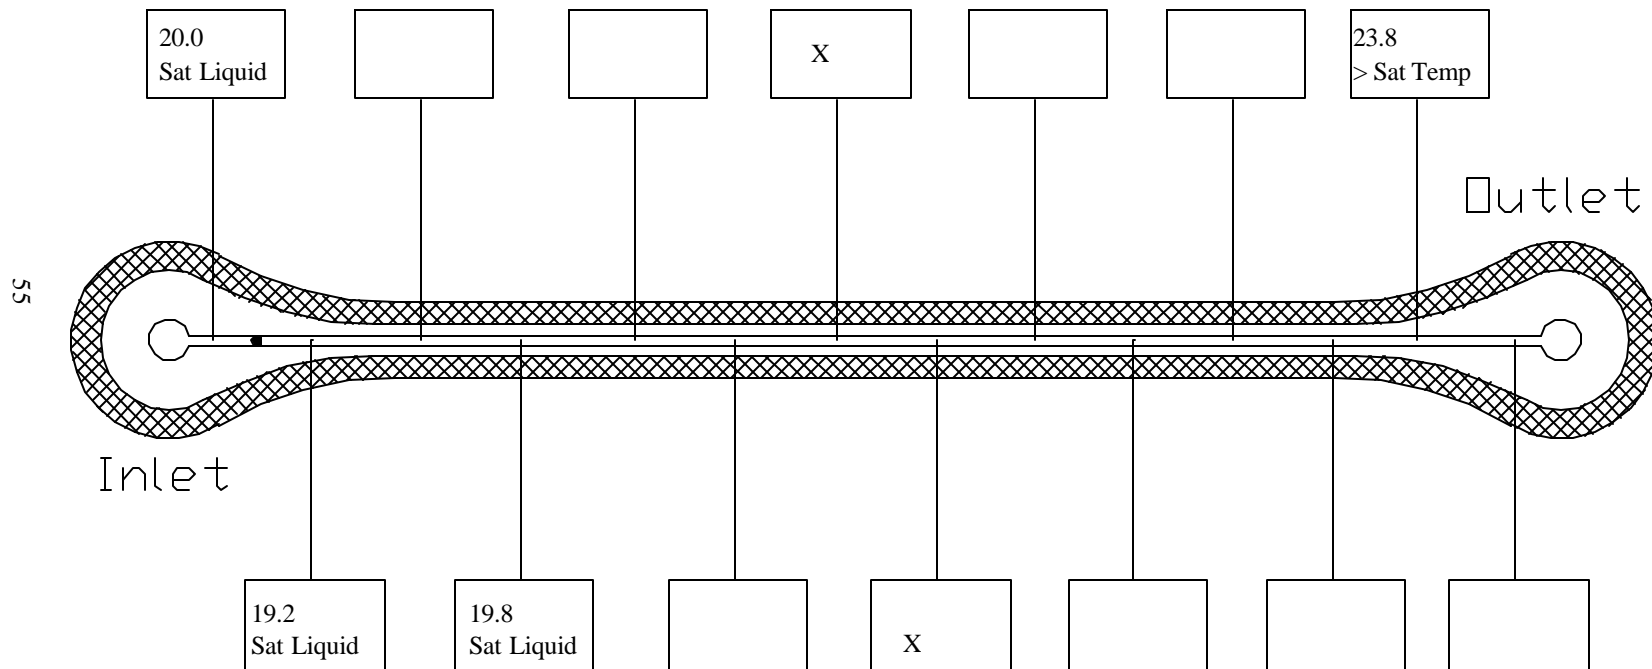 20.0
Sat Liquid
X
23.8
> Sat Temp
Outlet
55
Inlet
19.2
Sat Liquid
19.8
Sat Liquid
X